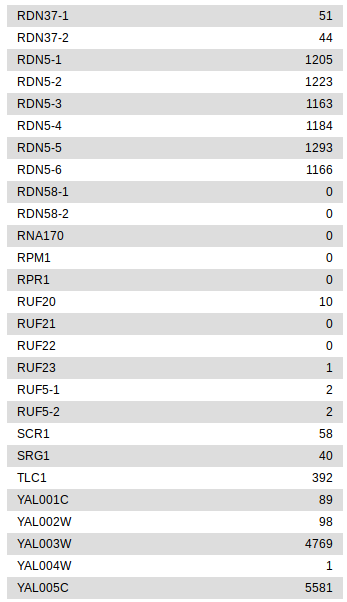 RDN37-1 51
RDN37-2 44
RDN5-1 1205
RDN5-2 1223
RDN5-3 1163
RDN5-4 1184
RDN5-5 1293
RDN5-6 1166
RDN58-1 0
RDN58-2 0
RNA170 0
RPM1 0
RPR1 0
RUF20 10
RUF21 0
RUF22 0
RUF23 1
RUF5-1 2
RUF5-2 2
SCR1 58
SRG1 40
TLC1 392
YAL001C 89
YAL002W 98
YAL003W 4769
YAL004W 1
YAL005C 5581